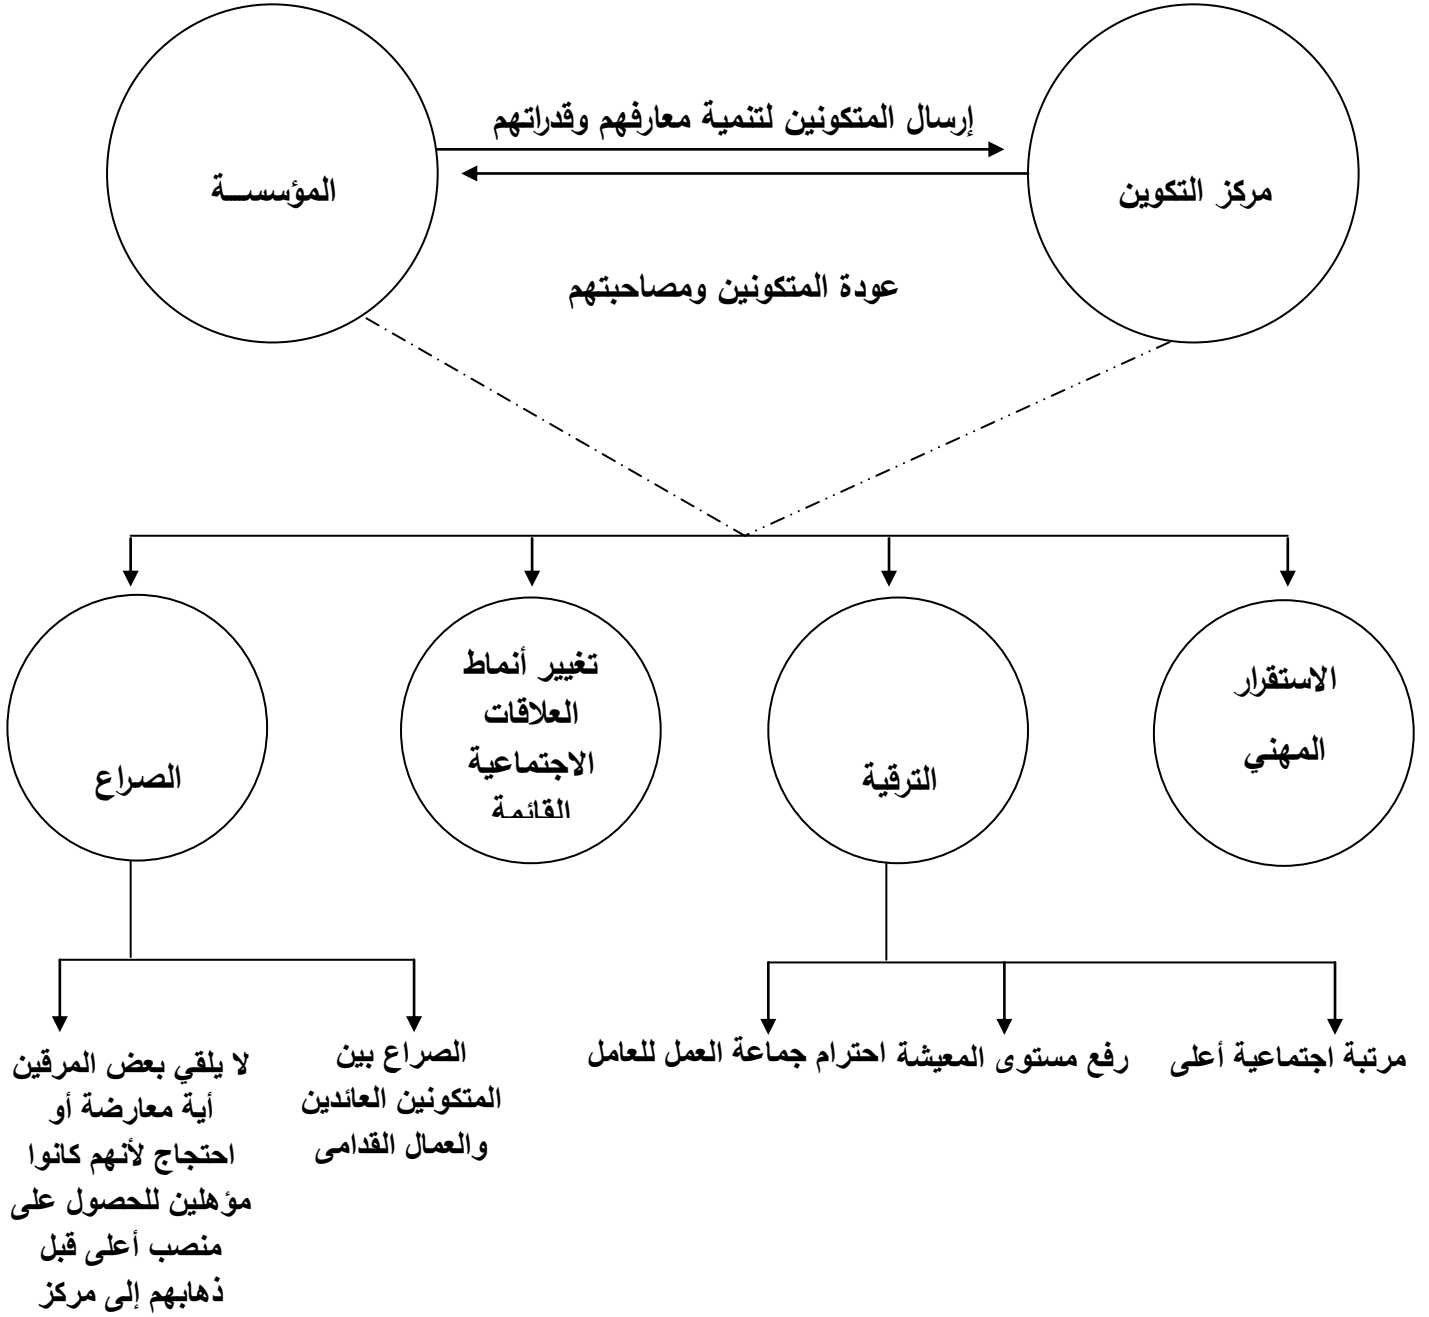 إرسال المتكونين لتنمية معارفهم وقدراتهم
مركز التكوين
المؤسسة
عودة المتكونين ومصاحبتهم
الاستقرار
المهني
الترقية
تغيير أنماط
العلاقات
الاجتماعية
القائمة
الصراع
مرتبة اجتماعية أعلى
رفع مستوى المعيشة
احترام جماعة العمل للعامل
الصراع بين
المتكونين العائدين
والعمال القدامى
لا يلقي بعض المرقين
أية معارضة أو
احتجاج لأنهم كانوا
مؤهلين للحصول على
منصب أعلى قبل
ذهابهم إلى مركز